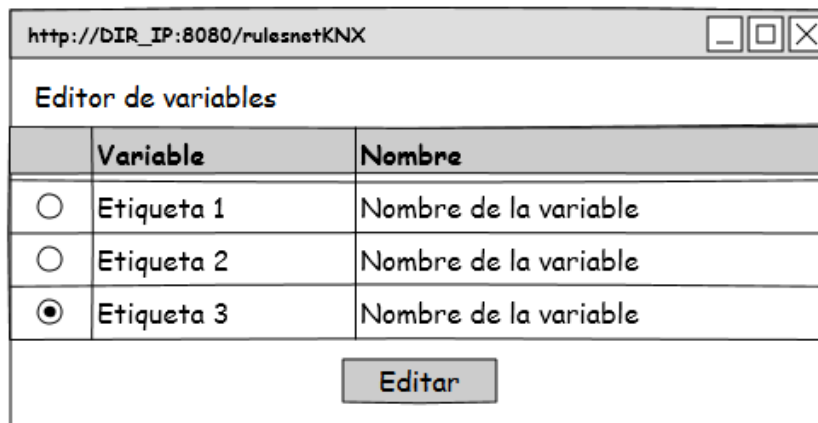 http://DIR_IP:8080/rulesnetKNX
Editor de variables
Variable Nombre
Etiqueta 1 Nombre de la variable
Etiqueta 2 Nombre de la variable
Etiqueta 3 Nombre de la variable
Editar